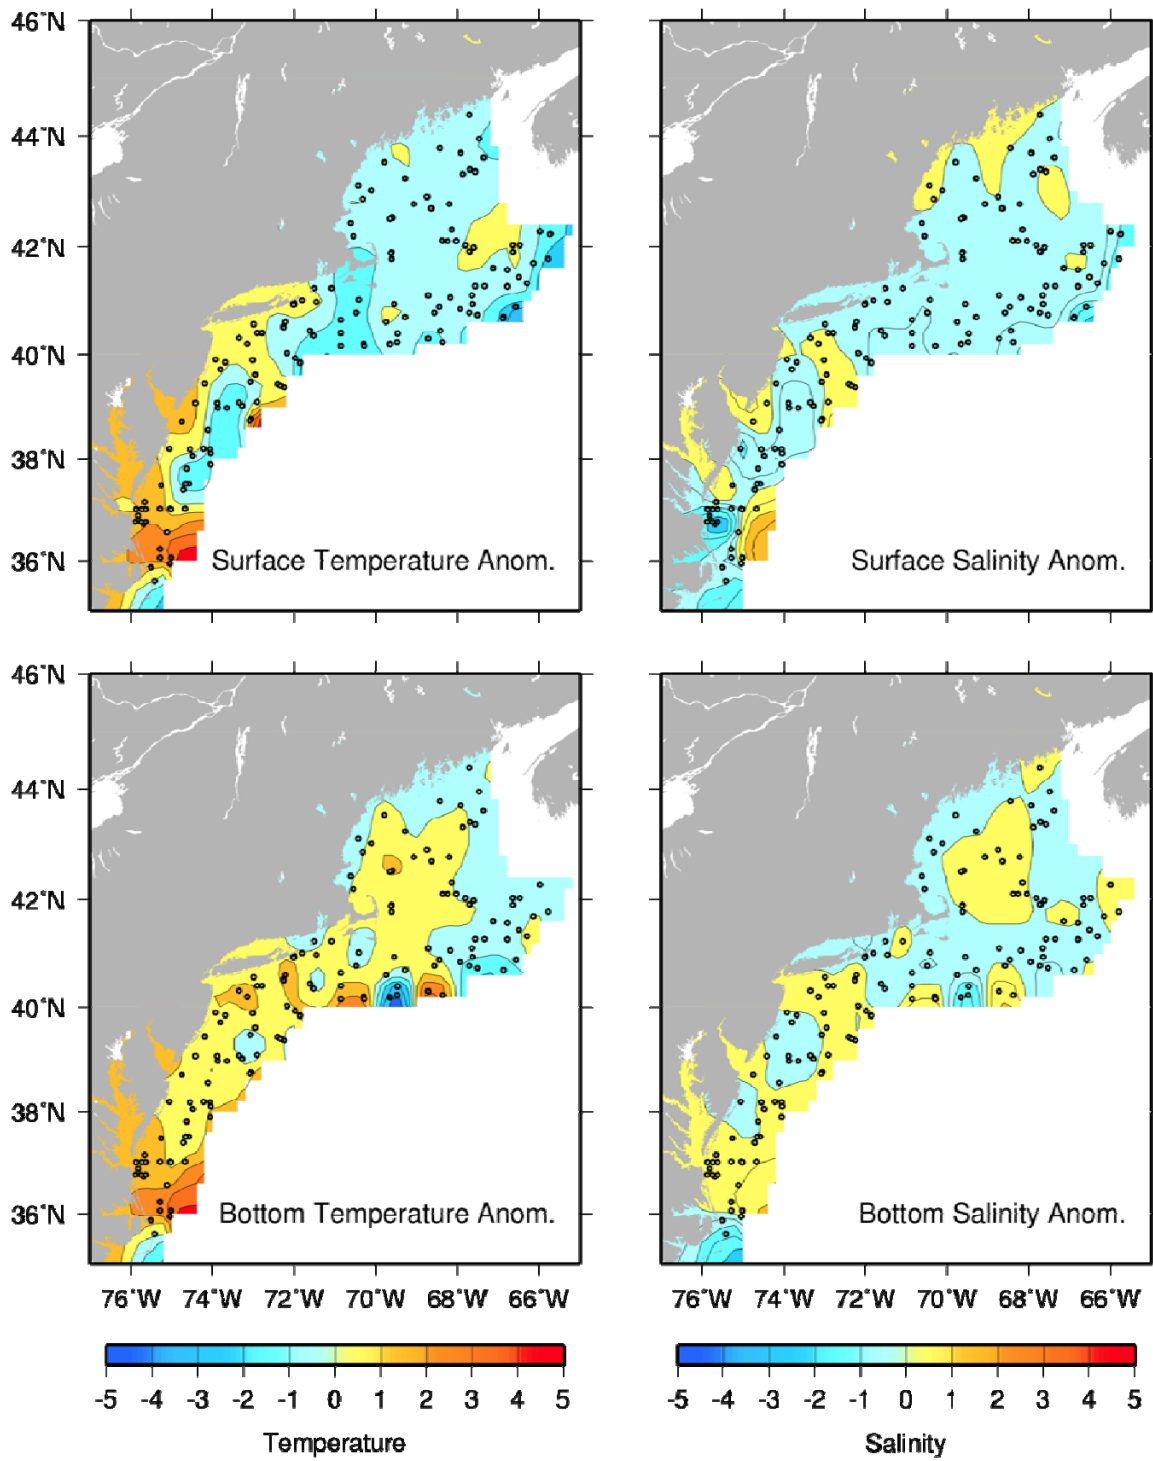 46°N
44°N
42°N
40°N
38°N
36°N
Surface Temperature Anom.
Surface Salinity Anom.
46°N
44°N
42°N
40°N
38°N
36°N
Bottom Temperature Anom.
Bottom Salinity Anom.
76°W 74°W 72°W 70°W 68°W 66°W
76°W 74°W 72°W 70°W 68°W 66°W
-5 -4 -3 -2 -1 0 1 2 3 4 5
-5 -4 -3 -2 -1 0 1 2 3 4 5
Temperature
Salinity